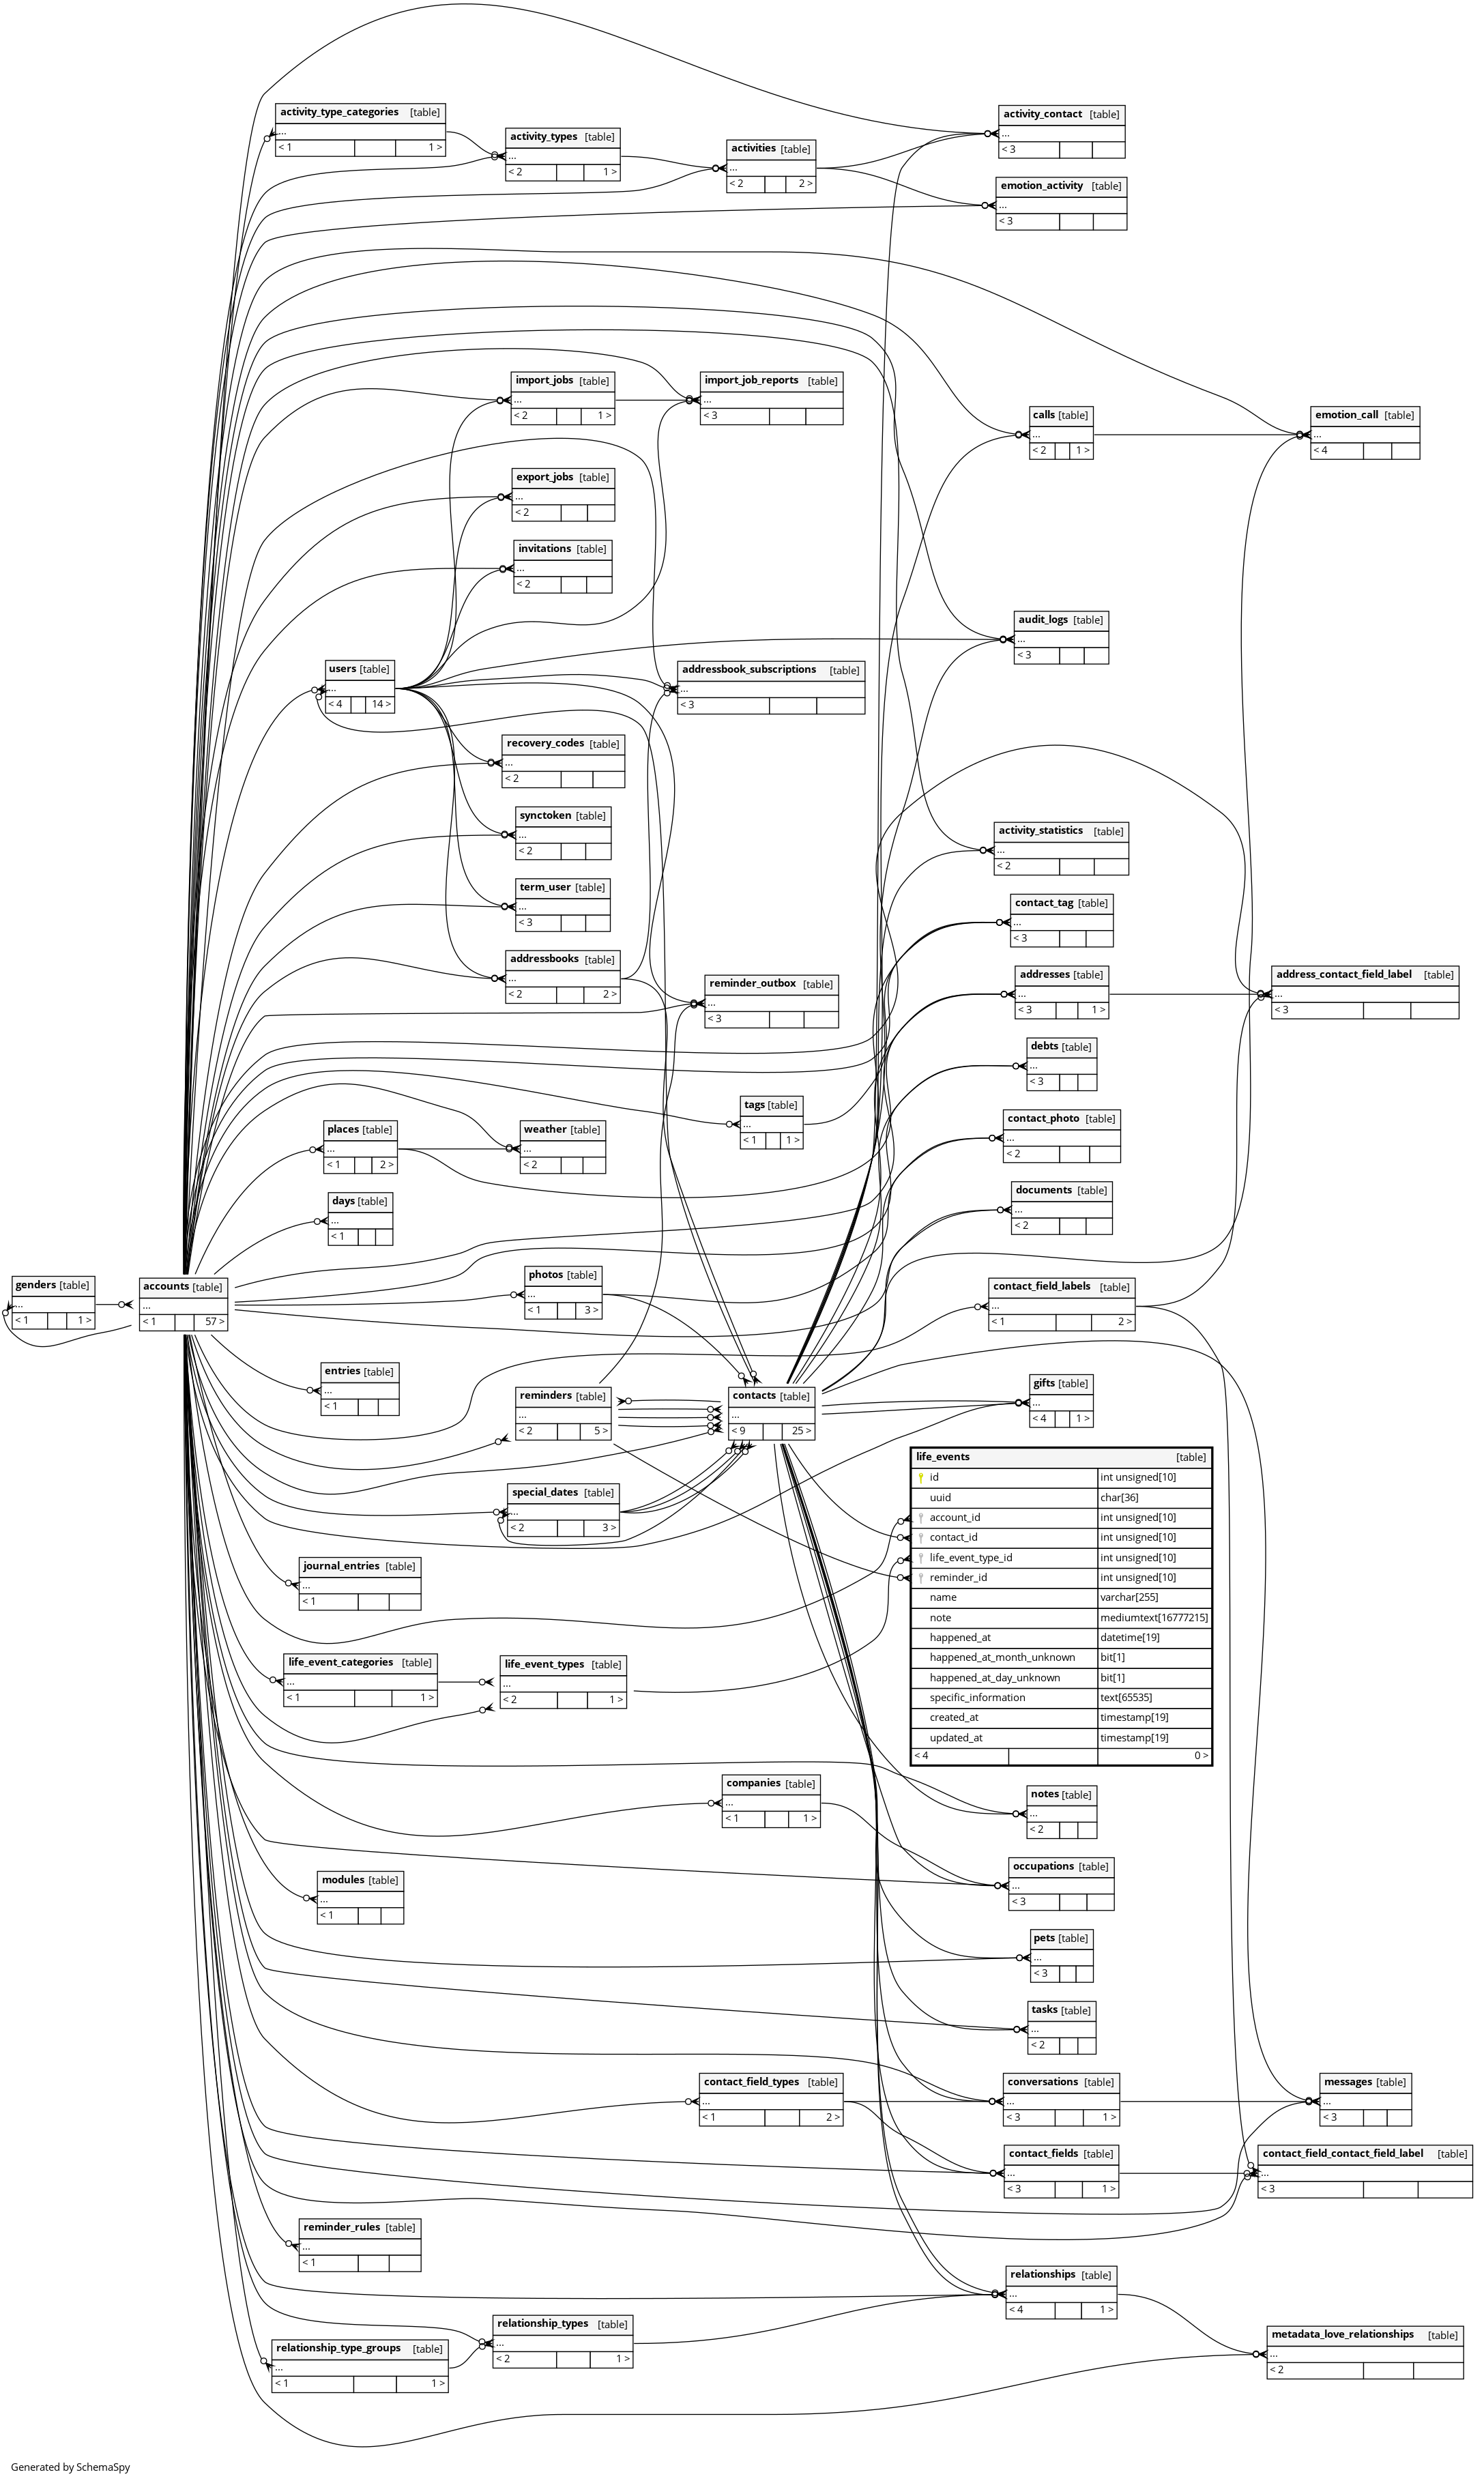 activity_type_categories [table]
...
< 1 1 >
activity_contact [table]
...
< 3
activity_types [table]
...
< 2 1 >
activities [table]
...
< 2 2 >
emotion_activity [table]
...
< 3
import_jobs [table]
...
< 2 1 >
import_job_reports [table]
...
< 3
calls [table]
...
< 2 1 >
emotion_call [table]
...
< 4
export_jobs [table]
...
< 2
invitations [table]
...
< 2
audit_logs [table]
...
< 3
users [table]
...
< 4 14 >
addressbook_subscriptions [table]
...
< 3
recovery_codes [table]
...
< 2
synctoken [table]
...
< 2
activity_statistics [table]
...
< 2
term_user [table]
...
< 3
contact_tag [table]
...
< 3
addressbooks [table]
...
< 2 2 >
reminder_outbox [table]
...
< 3
addresses [table]
...
< 3 1 >
address_contact_field_label [table]
...
< 3
debts [table]
...
< 3
tags [table]
...
< 1 1 >
contact_photo [table]
...
< 2
places [table]
...
< 1 2 >
weather [table]
...
< 2
documents [table]
...
< 2
days [table]
...
< 1
genders [table]
...
< 1 1 >
accounts [table]
...
< 1 57 >
photos [table]
...
< 1 3 >
contact_field_labels [table]
...
< 1 2 >
entries [table]
...
< 1
reminders [table]
...
< 2 5 >
contacts [table]
...
< 9 25 >
gifts [table]
...
< 4 1 >
life_events [table]
id int unsigned[10]
uuid char[36]
account_id int unsigned[10]
contact_id int unsigned[10]
life_event_type_id int unsigned[10]
reminder_id int unsigned[10]
name varchar[255]
note mediumtext[16777215]
happened_at datetime[19]
happened_at_month_unknown bit[1]
happened_at_day_unknown bit[1]
specific_information text[65535]
created_at timestamp[19]
updated_at timestamp[19]
< 4 0 >
special_dates [table]
...
< 2 3 >
journal_entries [table]
...
< 1
life_event_categories [table]
...
< 1 1 >
life_event_types [table]
...
< 2 1 >
companies [table]
...
< 1 1 >
notes [table]
...
< 2
occupations [table]
...
< 3
modules [table]
...
< 1
pets [table]
...
< 3
tasks [table]
...
< 2
contact_field_types [table]
...
< 1 2 >
conversations [table]
...
< 3 1 >
messages [table]
...
< 3
contact_fields [table]
...
< 3 1 >
contact_field_contact_field_label [table]
...
< 3
reminder_rules [table]
...
< 1
relationships [table]
...
< 4 1 >
relationship_types [table]
...
< 2 1 >
relationship_type_groups [table]
...
< 1 1 >
metadata_love_relationships [table]
...
< 2
Generated by SchemaSpy